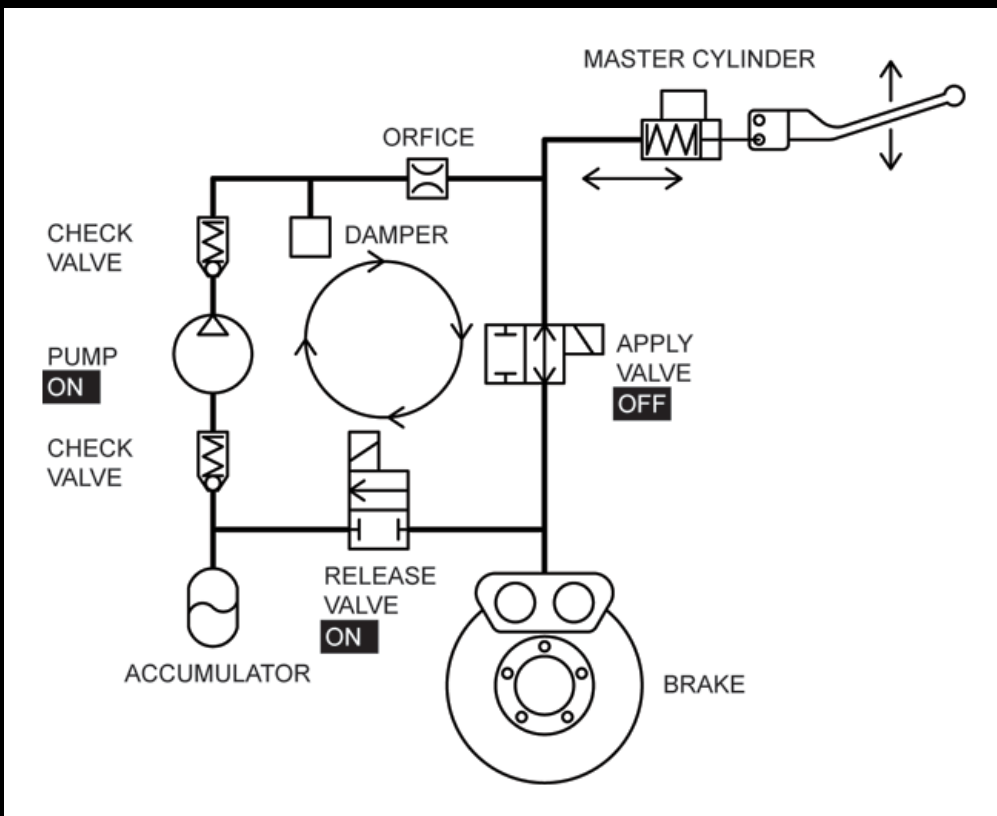 MASTER CYLINDER
ORFICE
CHECK
VALVE
DAMPER
PUMP
ON
APPLY
VALVE
OFF
CHECK
VALVE
RELEASE
VALVE
ON
ACCUMULATOR
BRAKE